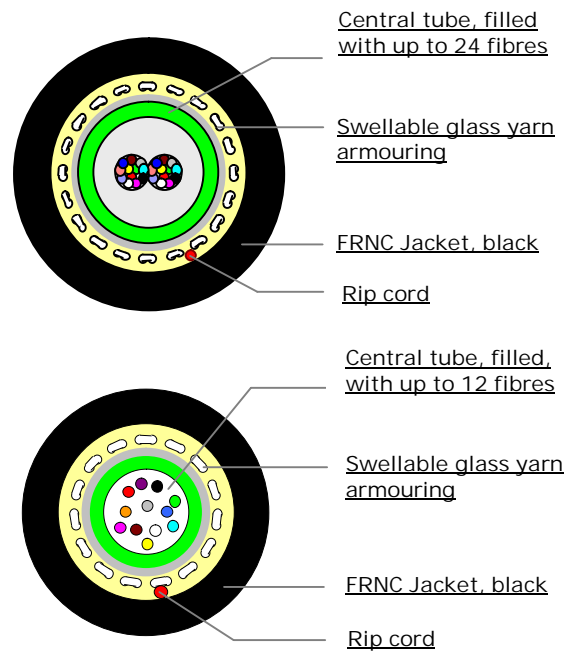 Central tube, filled
with up to 24 fibres
Swellable glass yarn
armouring
FRNC Jacket, black
Rip cord
Central tube, filled,
with up to 12 fibres
Swellable glass yarn
armouring
FRNC Jacket, black
Rip cord